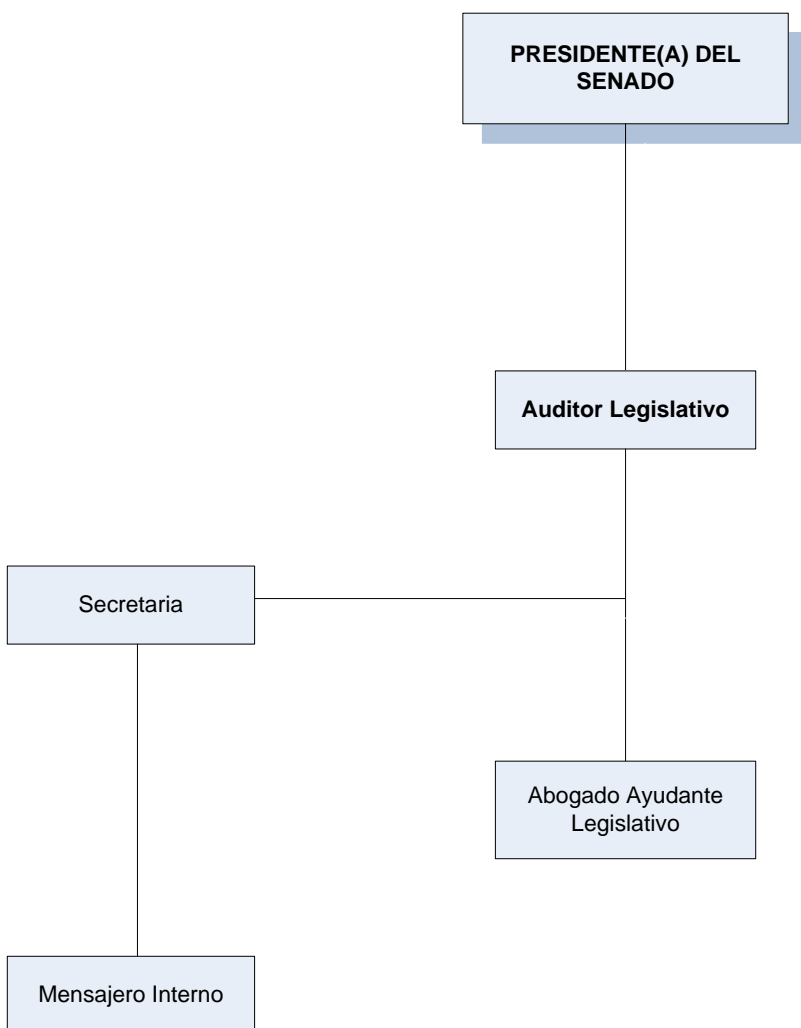 PRESIDENTE(A) DEL
SENADO
Auditor Legislativo
Secretaria
Abogado Ayudante
Legislativo
Mensajero Interno